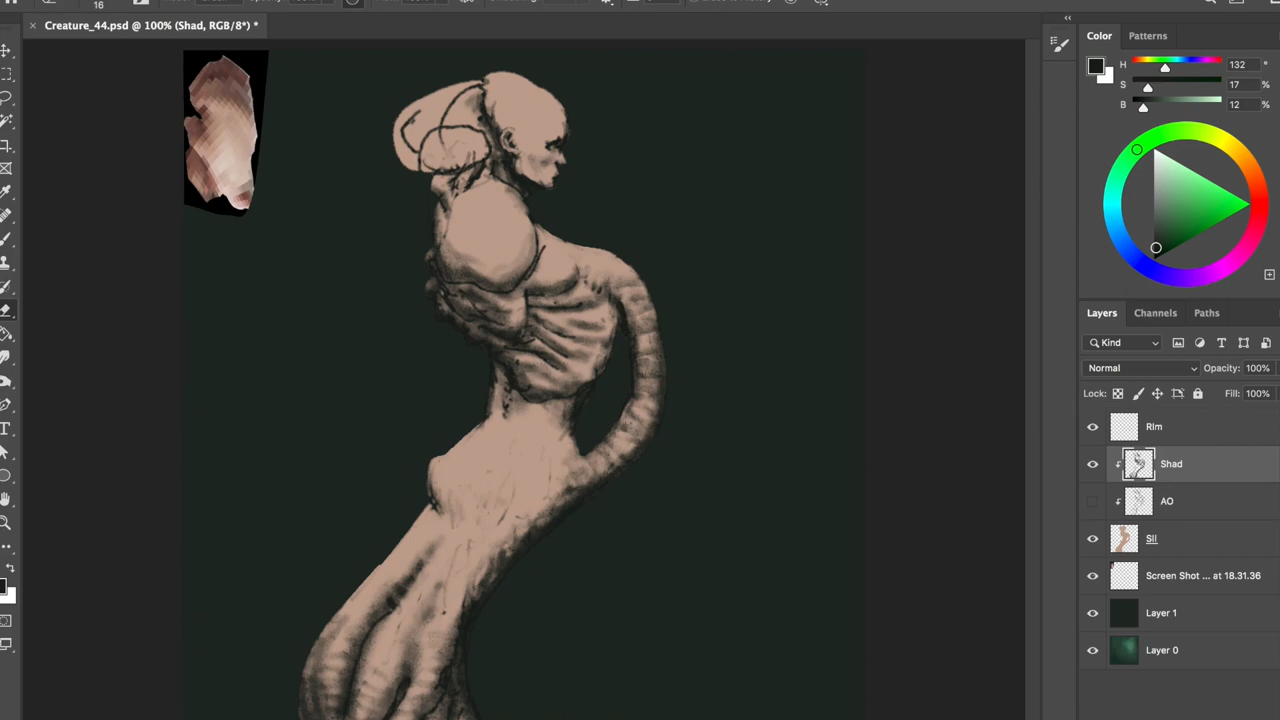 16
× Creature_44.psd @ 100% (Shad, RGB/8*) *
Color Patterns
H 132 °
S 17 %
B 12 %
Layers Channels Paths
Kind
Normal Opacity: 100%
Lock: Fill: 100%
RIm
Shad
AO
SIl
Screen Shot ... at 18.31.36
Layer 1
Layer 0